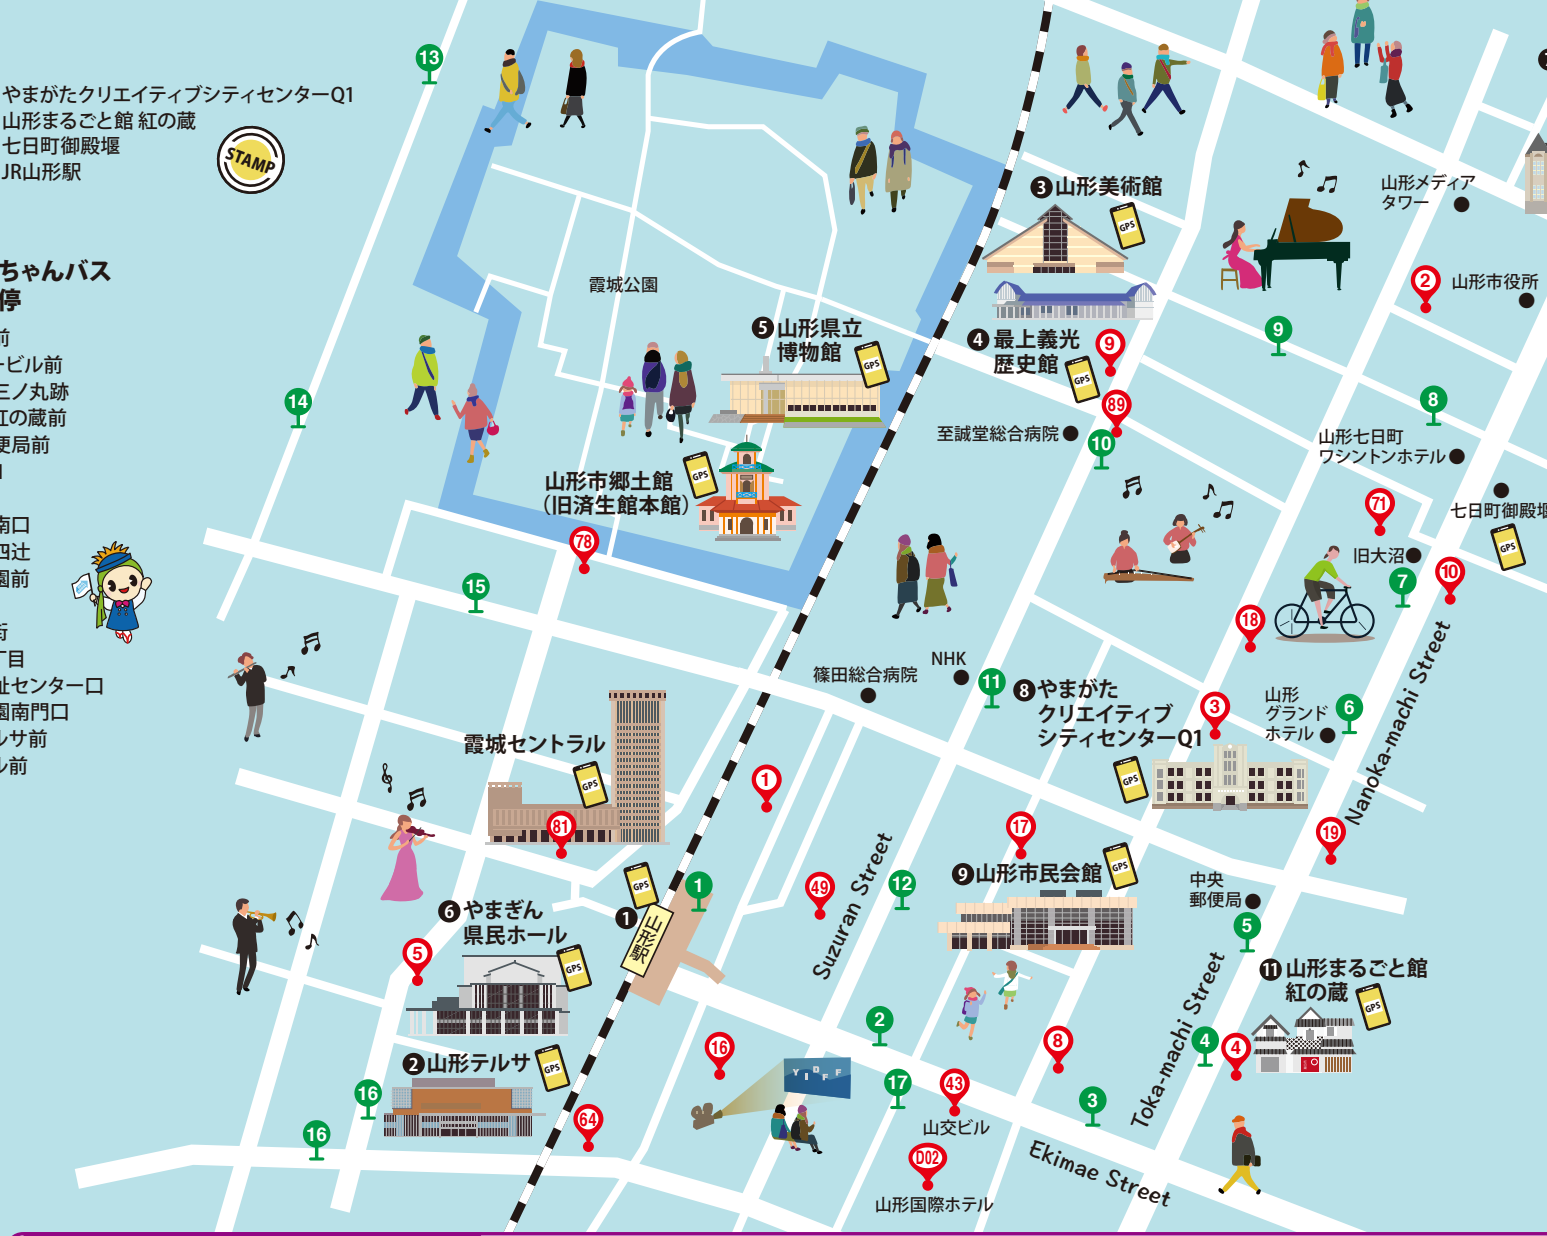 やまがたクリエイティブシティセンターQ1
山形まるごと館 紅の蔵
七日町御殿堰
JR山形駅
STAMP
ちゃんバス
停
前
ービル前
三ノ丸跡
紅の蔵前
便局前
南口
四辻
園前
街
丁目
祉センター口
園南門口
ルサ前
ル前
13
14
15
霞城公園
❺山形県立
博物館
GPS
山形市郷土館
（旧済生館本館）
GPS
78
❸山形美術館
GPS
❹最上義光
歴史館
GPS
9
89
10
至誠堂総合病院
山形メディア
タワー
2
山形市役所
9
8
山形七日町
ワシントンホテル
71
七日町御殿堰
GPS
旧大沼
7
10
18
Nanoka-machi Street
篠田総合病院
NHK
11
❽やまがた
クリエイティブ
シティセンターQ1
GPS
3
山形
グランド
ホテル
6
19
霞城セントラル
GPS
81
1
GPS
❶
山形駅
1
49
Suzuran Street
12
17
❾山形市民会館
GPS
中央
郵便局
5
⓫山形まるごと館
紅の蔵
GPS
4
4
Toka-machi Street
❻やまぎん
県民ホール
GPS
5
❷山形テルサ
GPS
16
16
64
16
YIDFF
2
17
43
山交ビル
D02
山形国際ホテル
8
3
Ekimae Street